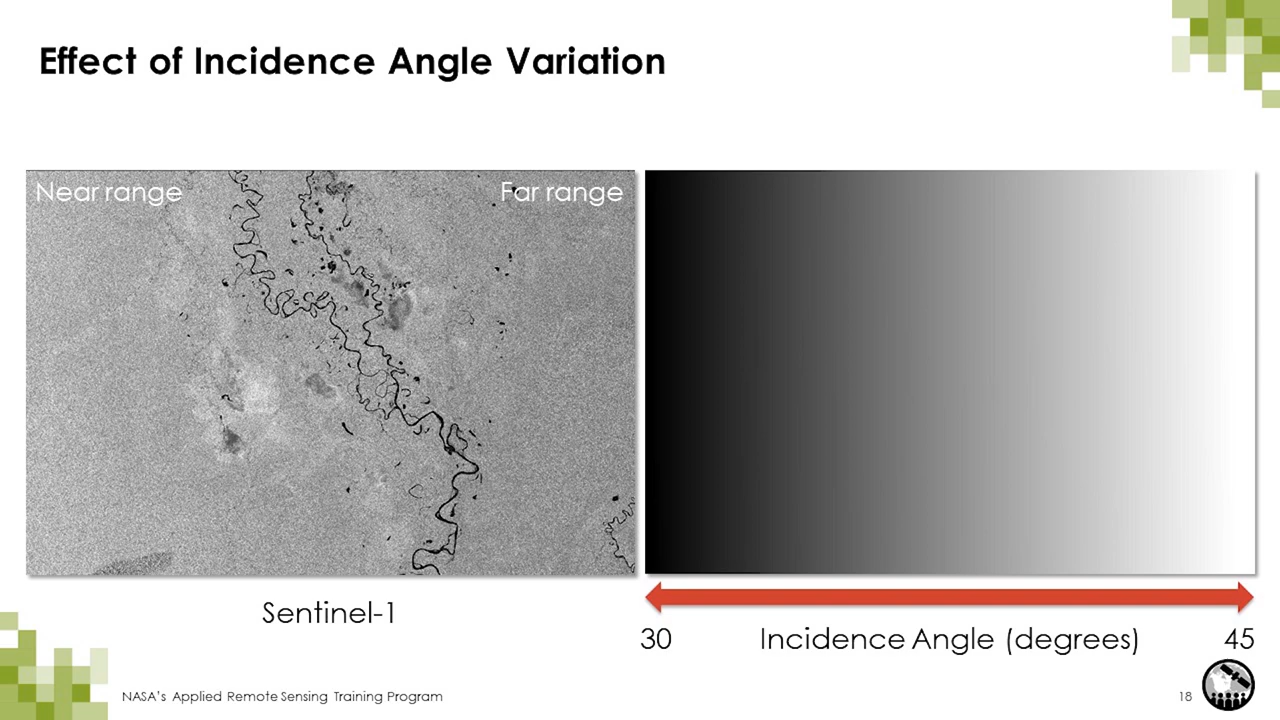 Effect of Incidence Angle Variation
Near range
Far range
Sentinel-1
30
Incidence Angle (degrees)
45
NASA's Applied Remote Sensing Training Program
18